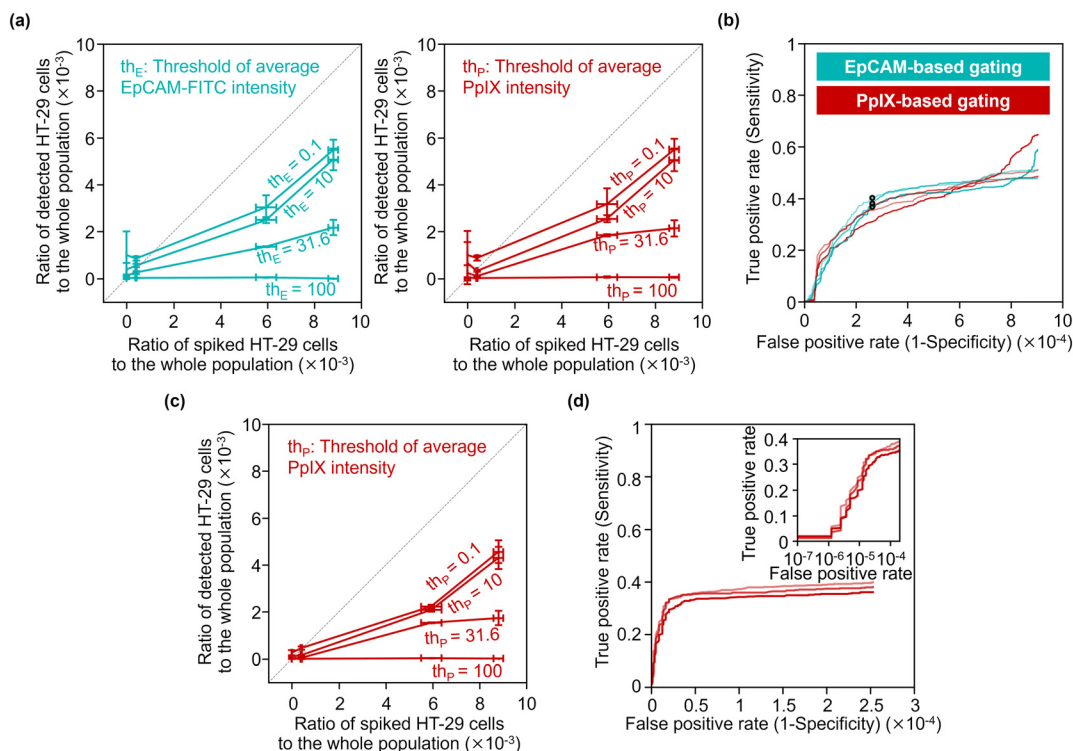 (a)
Ratio of detected HT-29 cells
to the whole population (×10⁻³)
10
8
6
4
2
0
th_E: Threshold of average
EpCAM-FITC intensity
th_E = 0.1
th_E = 10
th_E = 31.6
th_E = 100
0 2 4 6 8 10
Ratio of spiked HT-29 cells
to the whole population (×10⁻³)
Ratio of detected HT-29 cells
to the whole population (×10⁻³)
10
8
6
4
2
0
th_P: Threshold of average
PpIX intensity
th_P = 0.1
th_P = 10
th_P = 31.6
th_P = 100
0 2 4 6 8 10
Ratio of spiked HT-29 cells
to the whole population (×10⁻³)
(b)
True positive rate (Sensitivity)
1
0.8
0.6
0.4
0.2
0
EpCAM-based gating
PpIX-based gating
0 2 4 6 8 10
False positive rate (1-Specificity) (×10⁻⁴)
(c)
Ratio of detected HT-29 cells
to the whole population (×10⁻³)
10
8
6
4
2
0
th_P: Threshold of average
PpIX intensity
th_P = 0.1
th_P = 10
th_P = 31.6
th_P = 100
0 2 4 6 8 10
Ratio of spiked HT-29 cells
to the whole population (×10⁻³)
(d)
True positive rate (Sensitivity)
1
0.8
0.6
0.4
0.2
0
True positive rate
0.4
0.3
0.2
0.1
0
10⁻⁷ 10⁻⁶ 10⁻⁵ 10⁻⁴
False positive rate
0 0.5 1 1.5 2 2.5 3
False positive rate (1-Specificity) (×10⁻⁴)